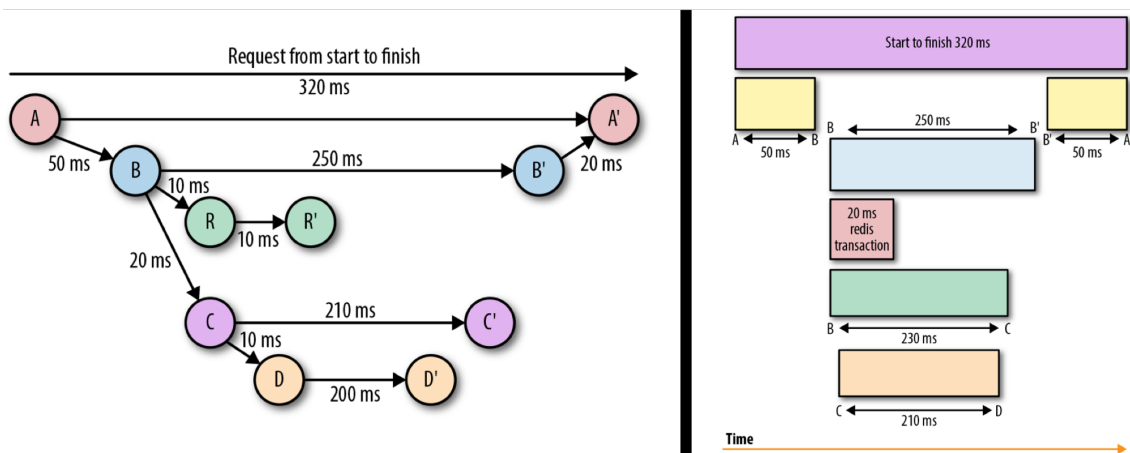 Request from start to finish
320 ms
A
A'
50 ms
B
250 ms
B'
20 ms
10 ms
R
R'
10 ms
20 ms
C
210 ms
C'
10 ms
D
D'
200 ms
Start to finish 320 ms
A
B
50 ms
B
250 ms
B'
B'
A
50 ms
20 ms
redis
transaction
B
C
230 ms
C
D
210 ms
Time